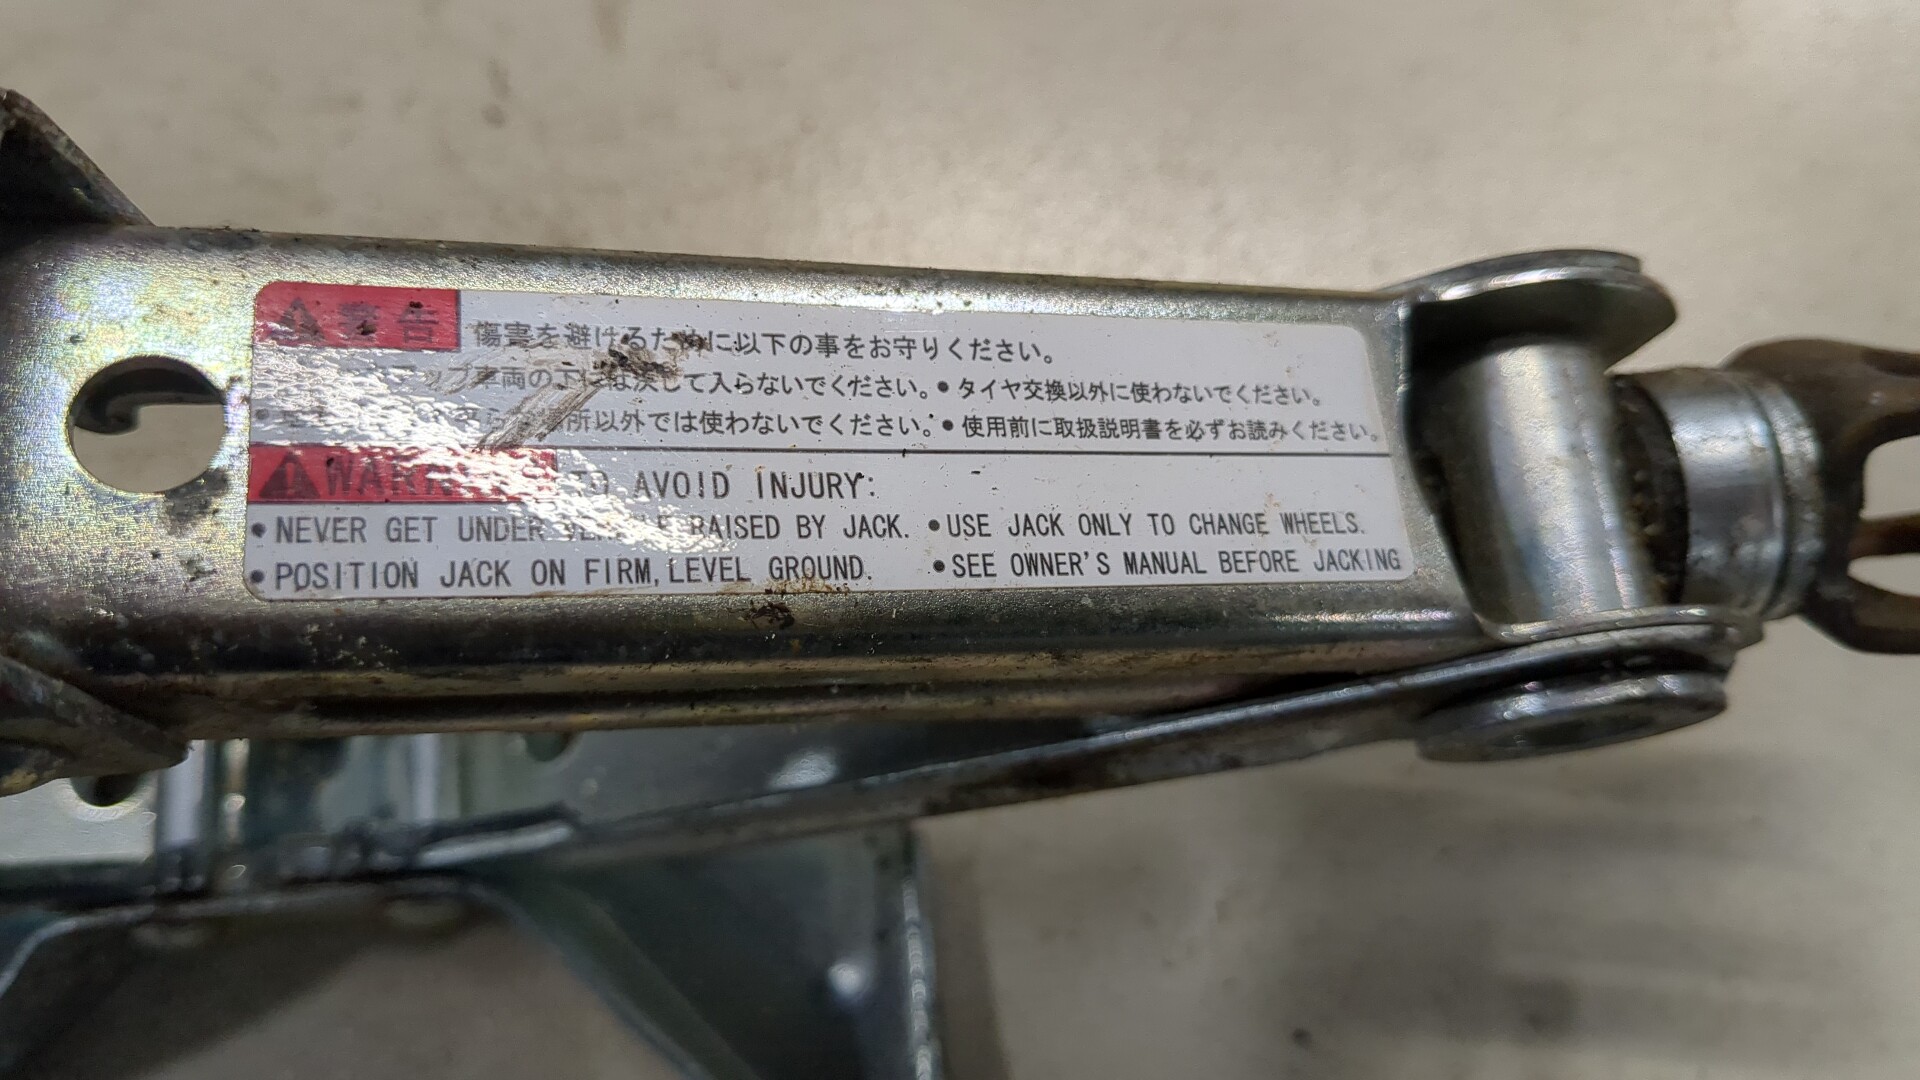 警告 傷害を避けるために以下の事をお守りください。
ップ車両の下には決して入らないでください。• タイヤ交換以外に使わないでください。
所以外では使わないでください。• 使用前に取扱説明書を必ずお読みください。
WARN TO AVOID INJURY:
• NEVER GET UNDER RAISED BY JACK. • USE JACK ONLY TO CHANGE WHEELS.
• POSITION JACK ON FIRM, LEVEL GROUND. • SEE OWNER'S MANUAL BEFORE JACKING